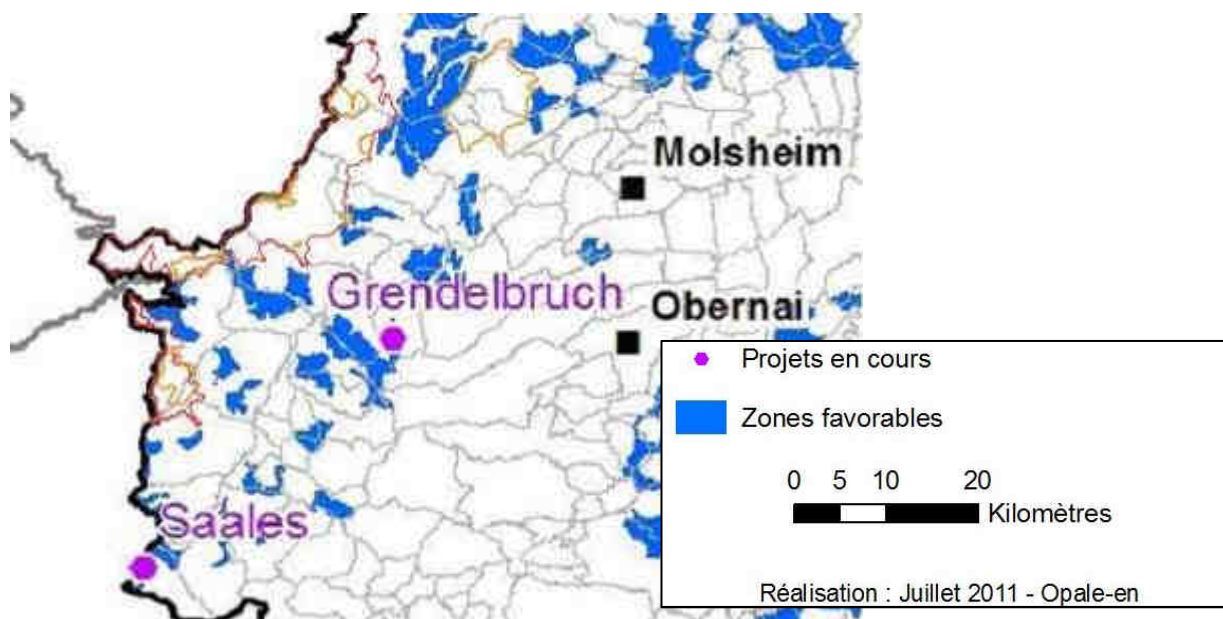 Molsheim
Grendelbruch
Obernai
Saales
Projets en cours
Zones favorables
0 5 10 20
Kilomètres
Réalisation : Juillet 2011 - Opale-en